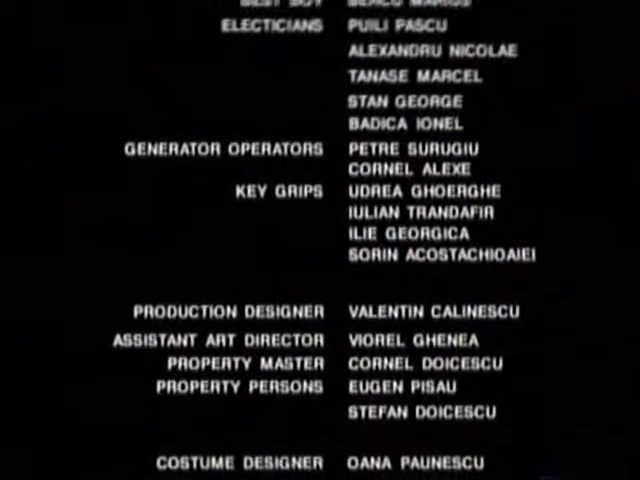 BEST BOY
ELECTICIANS PUILI PASCU
ALEXANDRU NICOLAE
TANASE MARCEL
STAN GEORGE
BADICA IONEL
GENERATOR OPERATORS PETRE SURUGIU
CORNEL ALEXE
KEY GRIPS UDREA GHOERGHE
IULIAN TRANDAFIR
ILIE GEORGICA
SORIN ACOSTACHIOAIEI
PRODUCTION DESIGNER VALENTIN CALINESCU
ASSISTANT ART DIRECTOR VIOREL GHENEA
PROPERTY MASTER CORNEL DOICESCU
PROPERTY PERSONS EUGEN PISAU
STEFAN DOICESCU
COSTUME DESIGNER OANA PAUNESCU